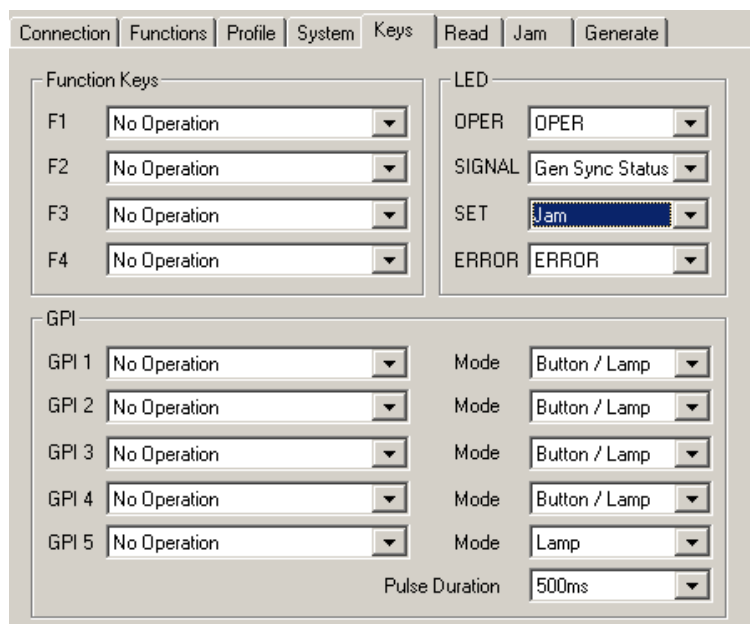 Connection Functions Profile System Keys Read Jam Generate
Function Keys LED
F1 No Operation OPER OPER
F2 No Operation SIGNAL Gen Sync Status
F3 No Operation SET Jam
F4 No Operation ERROR ERROR
GPI
GPI 1 No Operation Mode Button / Lamp
GPI 2 No Operation Mode Button / Lamp
GPI 3 No Operation Mode Button / Lamp
GPI 4 No Operation Mode Button / Lamp
GPI 5 No Operation Mode Lamp
Pulse Duration 500ms